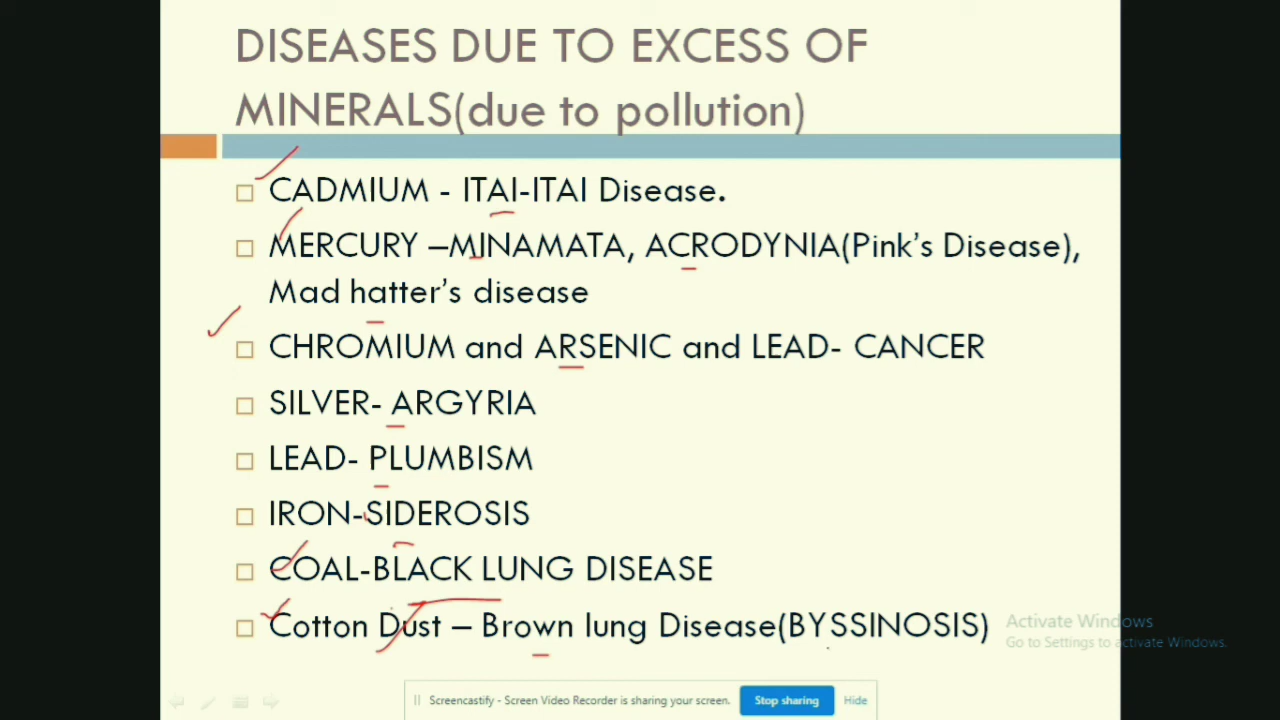 DISEASES DUE TO EXCESS OF
MINERALS(due to pollution)
CADMIUM - ITAI-ITAI Disease.
MERCURY –MINAMATA, ACRODYNIA(Pink's Disease),
Mad hatter's disease
CHROMIUM and ARSENIC and LEAD- CANCER
SILVER- ARGYRIA
LEAD- PLUMBISM
IRON-SIDEROSIS
COAL-BLACK LUNG DISEASE
Cotton Dust – Brown lung Disease(BYSSINOSIS)
Activate Windows
Go to Settings to activate Windows.
Screencastify - Screen Video Recorder is sharing your screen. Stop sharing Hide